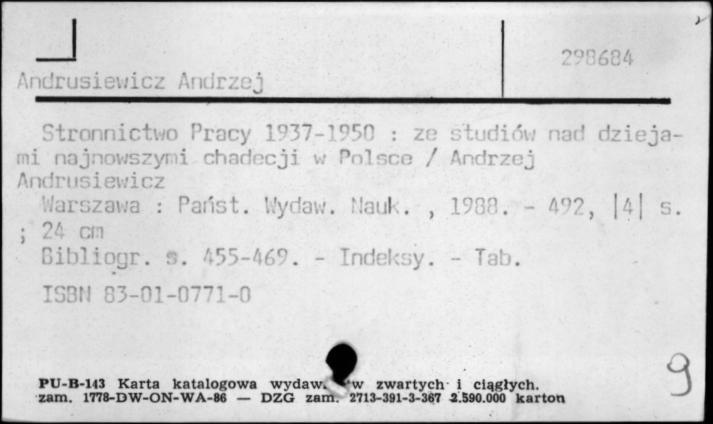 298684
Andrusiewicz Andrzej
Stronnictwo Pracy 1937-1950 : ze studiów nad dzieja-
mi najnowszymi chadecji w Polsce / Andrzej
Andrusiewicz
Warszawa : Państ. Wydaw. Nauk. , 1988. - 492, |4| s.
; 24 cm
Bibliogr. s. 455-469. - Indeksy. - Tab.
ISBN 83-01-0771-0
9
PU-B-143 Karta katalogowa wydaw. w zwartych i ciągłych.
zam. 1778-DW-ON-WA-86 — DZG zam. 2713-391-3-367 2.590.000 karton